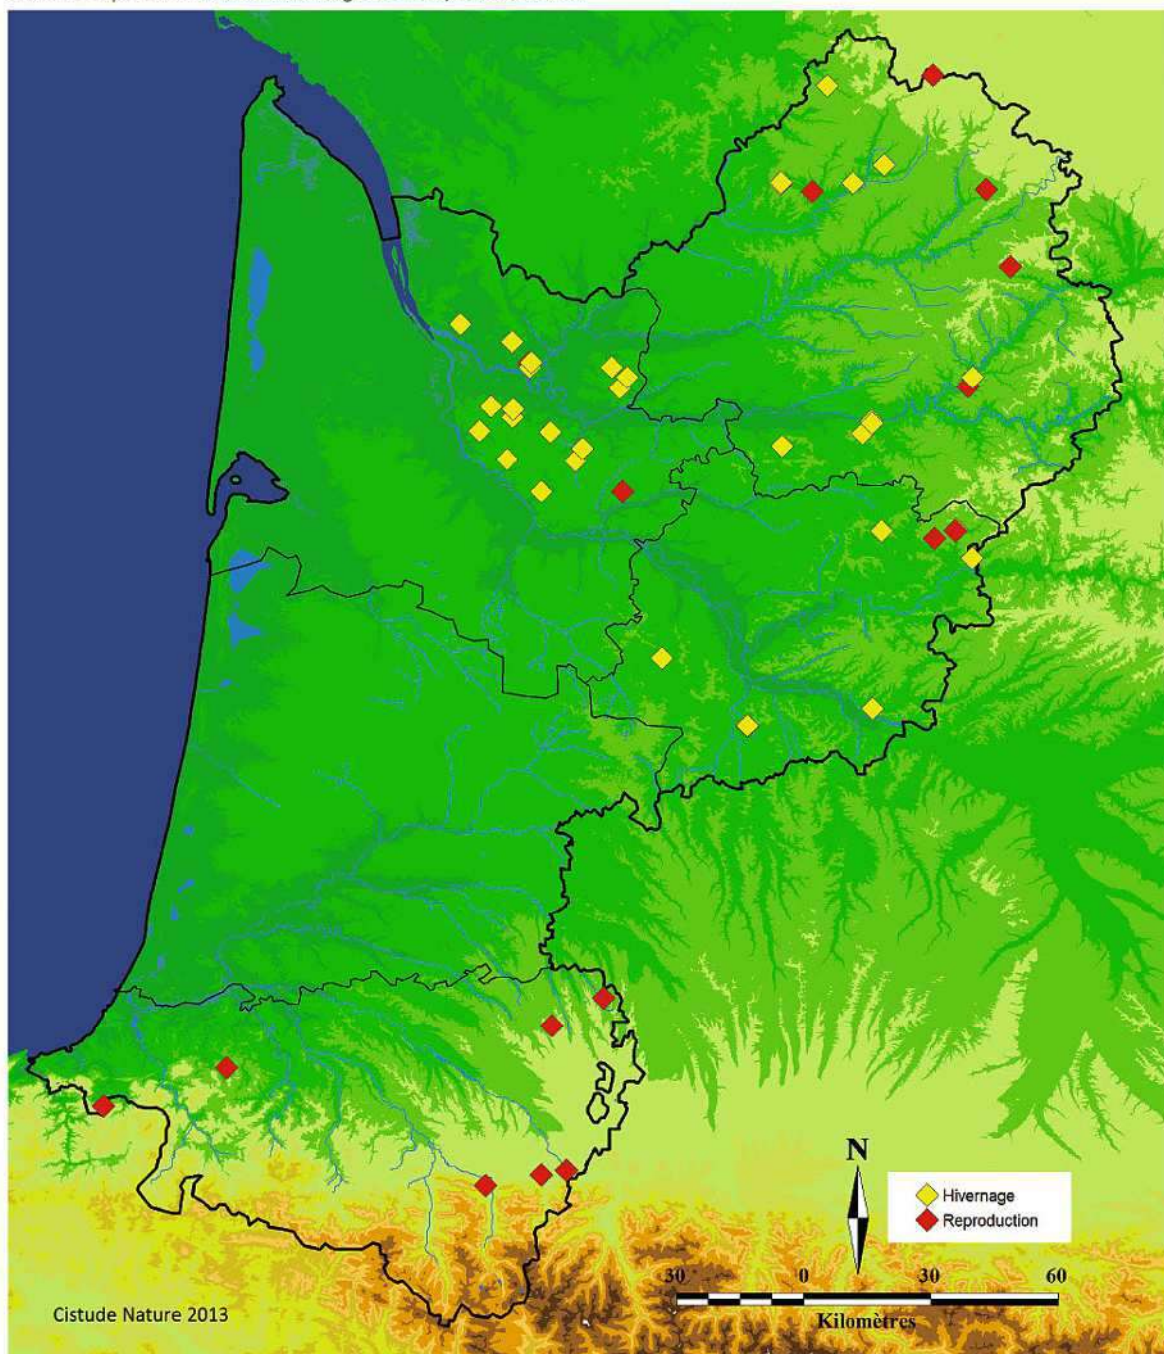 N
Hivernage
Reproduction
30 0 30 60
Kilomètres
Cistude Nature 2013